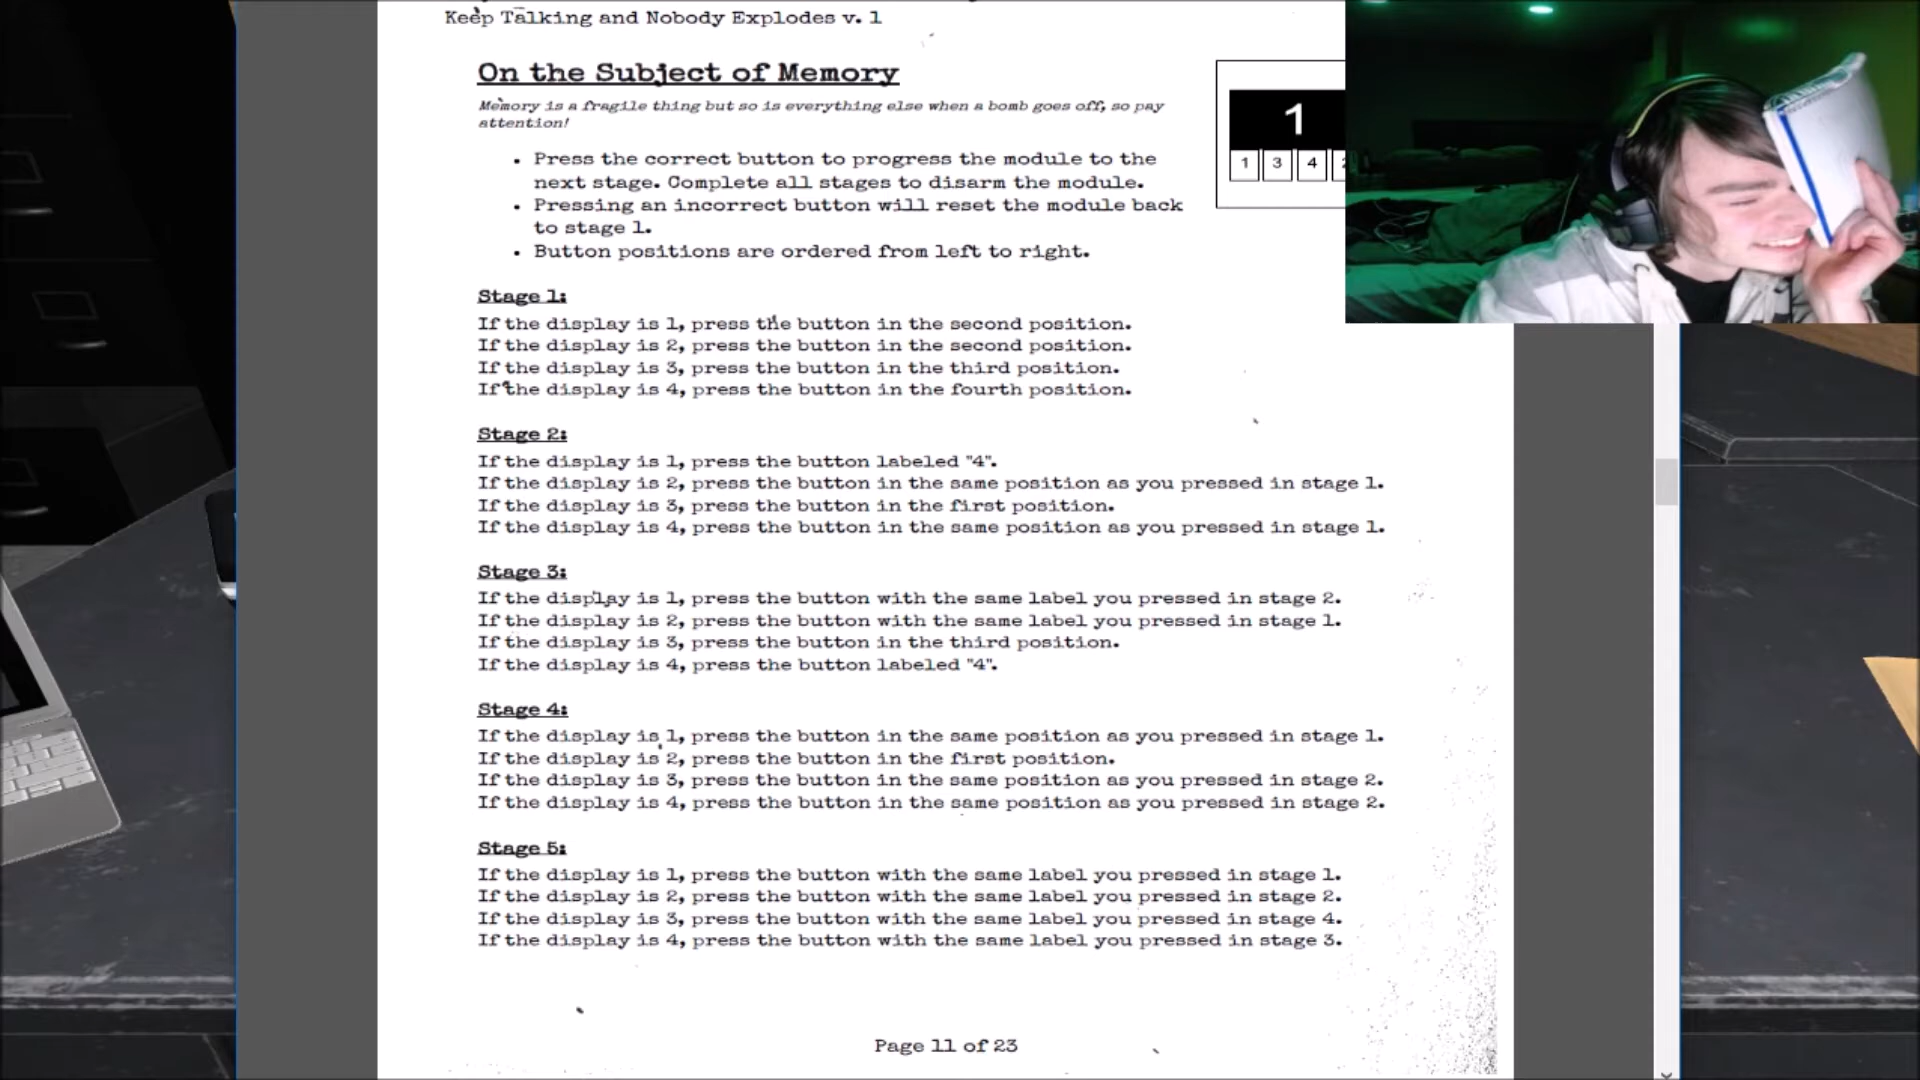 Keep Talking and Nobody Explodes v. 1
On the Subject of Memory
Memory is a fragile thing but so is everything else when a bomb goes off, so pay
attention!
• Press the correct button to progress the module to the
next stage. Complete all stages to disarm the module.
• Pressing an incorrect button will reset the module back
to stage 1.
• Button positions are ordered from left to right.
1
1 3 4
Stage 1:
If the display is 1, press the button in the second position.
If the display is 2, press the button in the second position.
If the display is 3, press the button in the third position.
If the display is 4, press the button in the fourth position.
Stage 2:
If the display is 1, press the button labeled "4".
If the display is 2, press the button in the same position as you pressed in stage 1.
If the display is 3, press the button in the first position.
If the display is 4, press the button in the same position as you pressed in stage 1.
Stage 3:
If the display is 1, press the button with the same label you pressed in stage 2.
If the display is 2, press the button with the same label you pressed in stage 1.
If the display is 3, press the button in the third position.
If the display is 4, press the button labeled "4".
Stage 4:
If the display is 1, press the button in the same position as you pressed in stage 1.
If the display is 2, press the button in the first position.
If the display is 3, press the button in the same position as you pressed in stage 2.
If the display is 4, press the button in the same position as you pressed in stage 2.
Stage 5:
If the display is 1, press the button with the same label you pressed in stage 1.
If the display is 2, press the button with the same label you pressed in stage 2.
If the display is 3, press the button with the same label you pressed in stage 4.
If the display is 4, press the button with the same label you pressed in stage 3.
Page 11 of 23